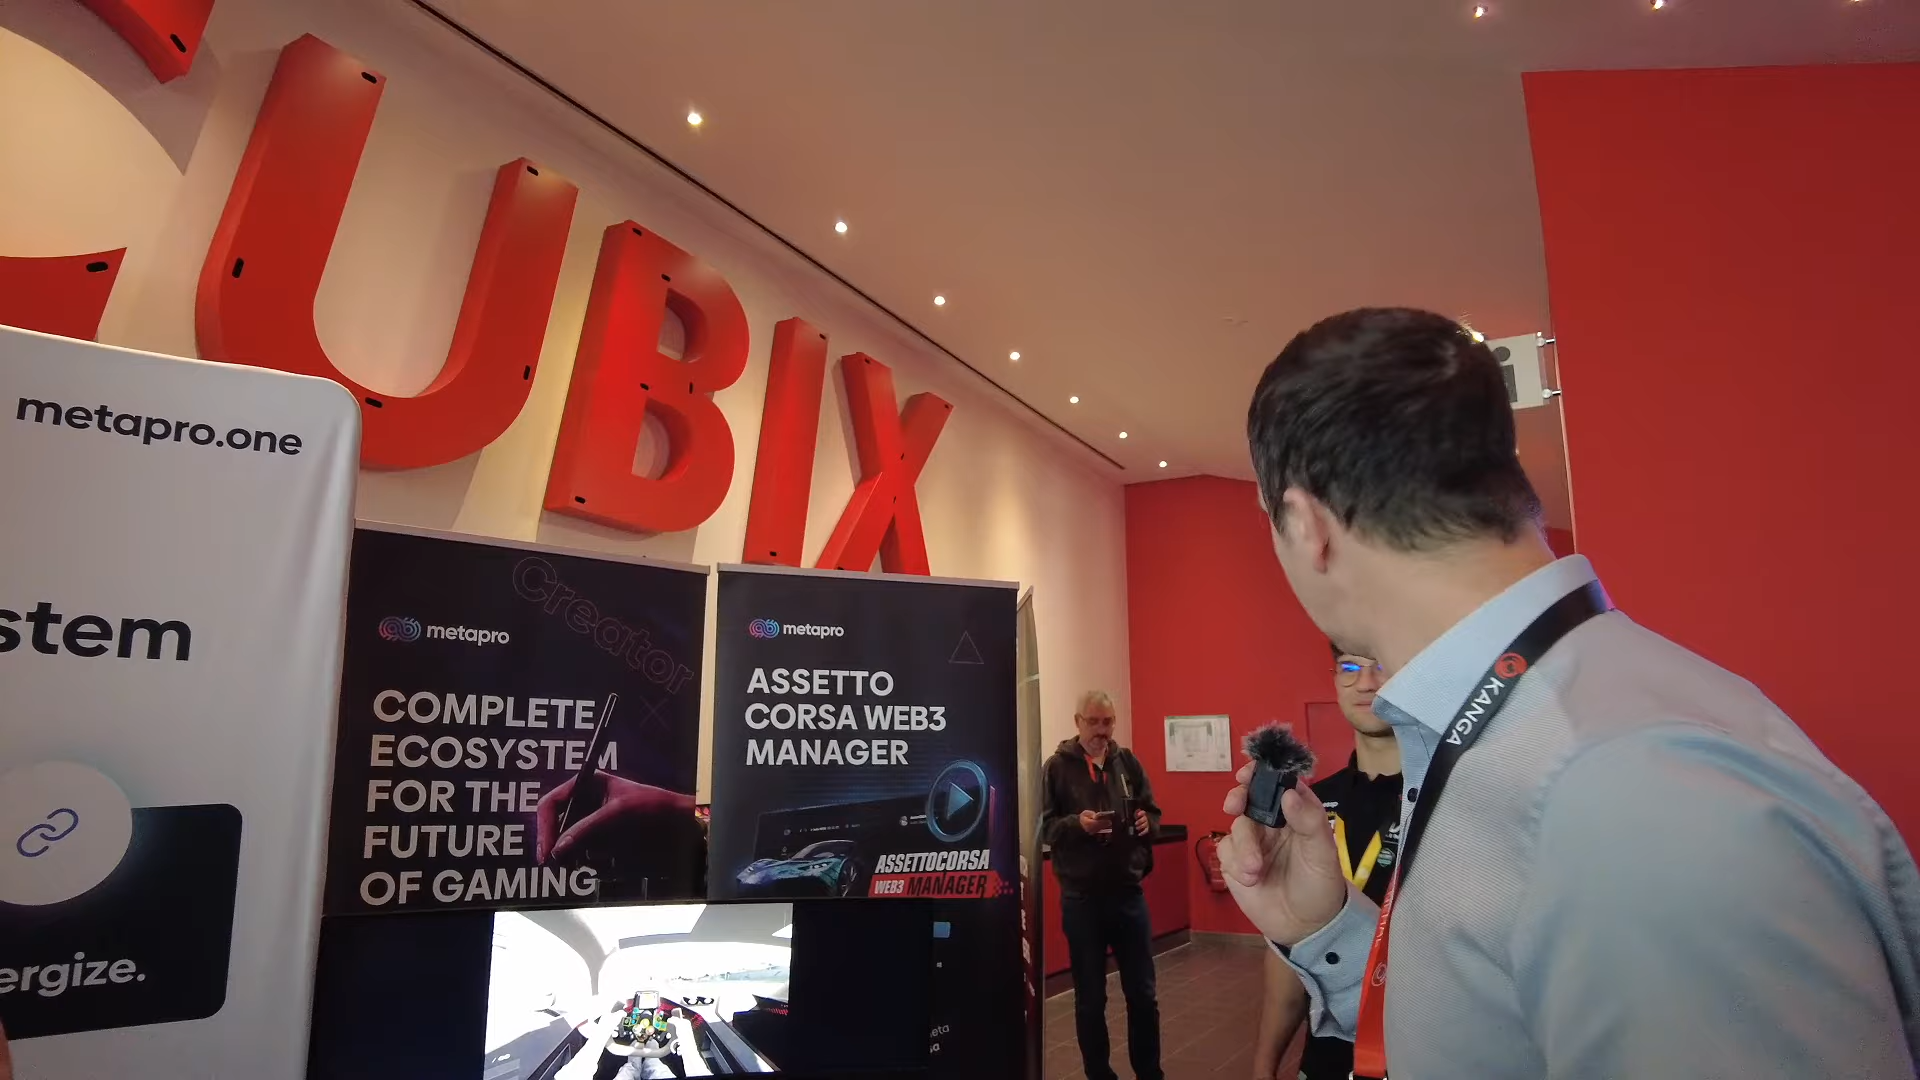 CUBIX
metapro.one
stem
ergize.
Creator
metapro
COMPLETE
ECOSYSTEM
FOR THE
FUTURE
OF GAMING
metapro
ASSETTO
CORSA WEB3
MANAGER
ASSETTOCORSA
WEB3 MANAGER
KANGA